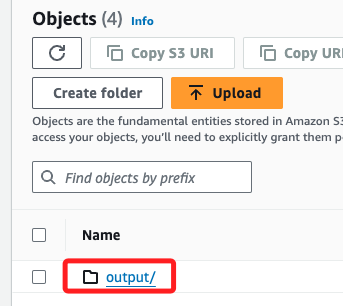 Objects (4) Info
Copy S3 URI
Copy UR
Create folder
Upload
Objects are the fundamental entities stored in Amazon S3
access your objects, you'll need to explicitly grant them p
Find objects by prefix
Name
output/